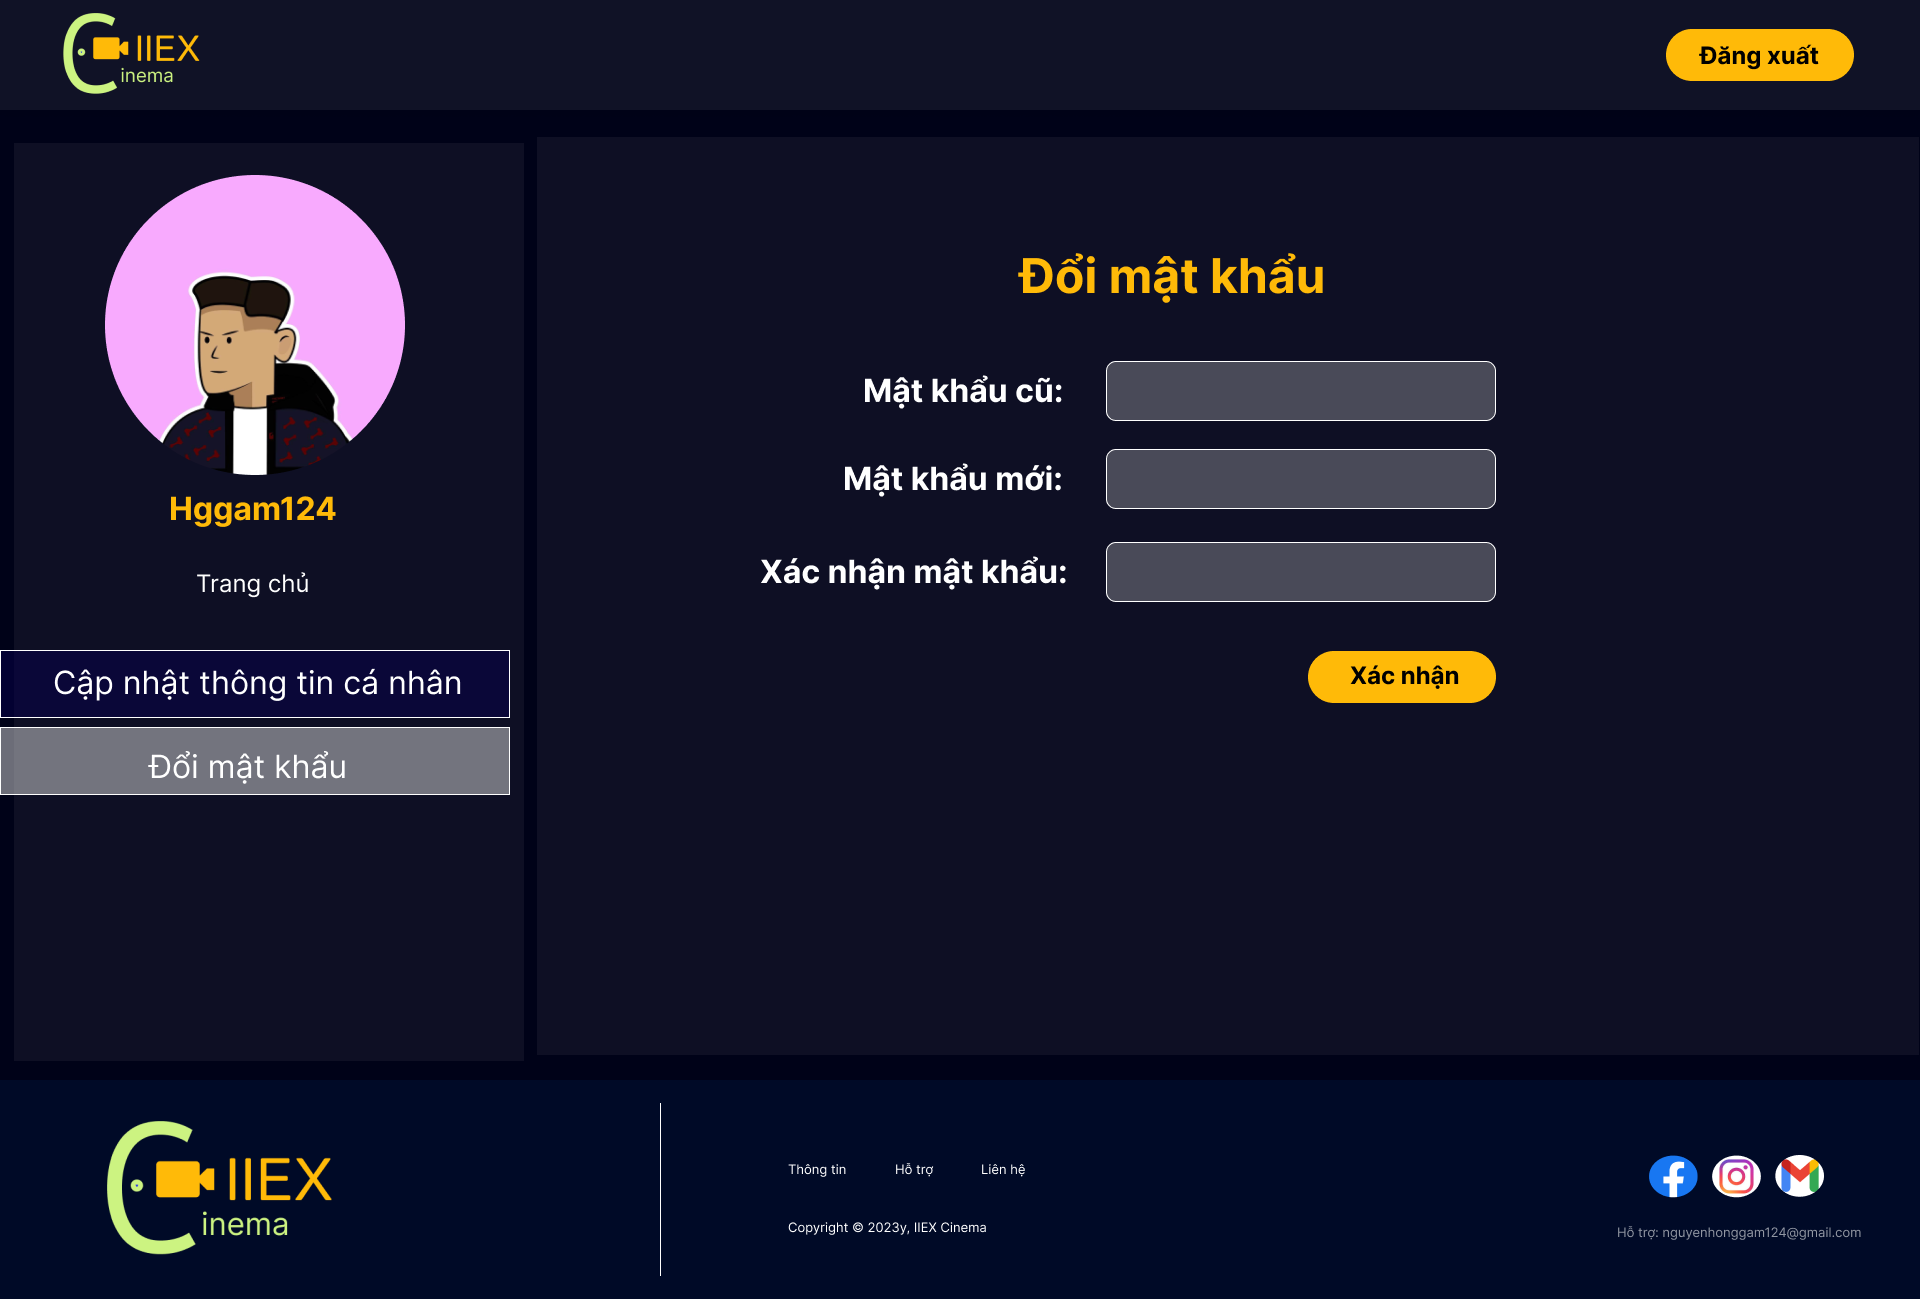 IIEX
inema
Đăng xuất
Hggam124
Trang chủ
Cập nhật thông tin cá nhân
Đổi mật khẩu
Đổi mật khẩu
Mật khẩu cũ:
Mật khẩu mới:
Xác nhận mật khẩu:
Xác nhận
IIEX
inema
Thông tin Hỗ trợ Liên hệ
Copyright © 2023y, IIEX Cinema
Hỗ trợ: nguyenhonggam124@gmail.com